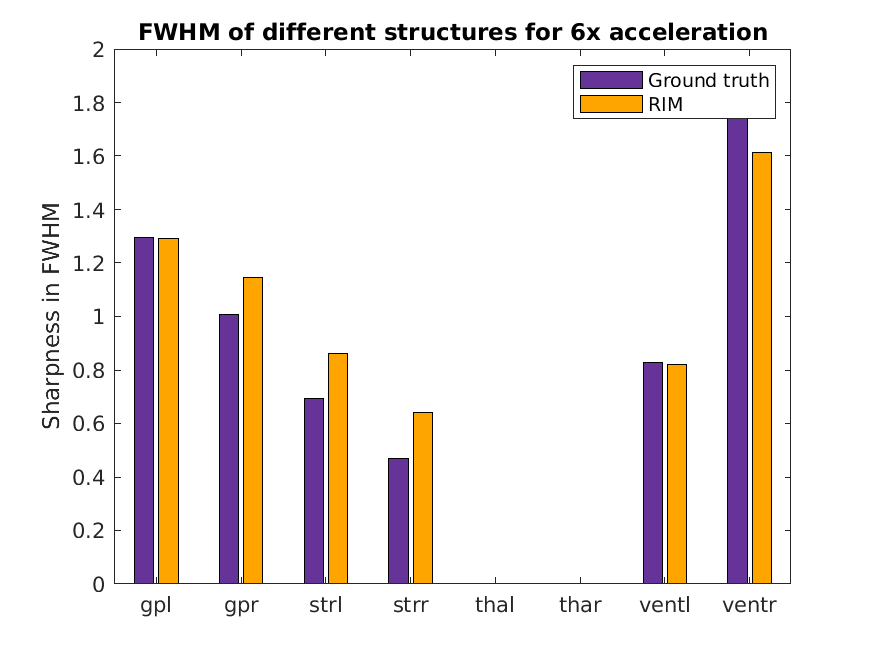 FWHM of different structures for 6x acceleration
Sharpness in FWHM
2
1.8
1.6
1.4
1.2
1
0.8
0.6
0.4
0.2
0
Ground truth
RIM
gpl gpr strl strr thal thar ventl ventr